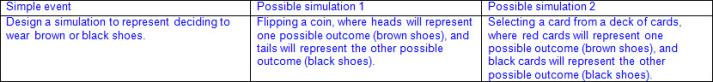 Simple event
Possible simulation 1
Possible simulation 2
Design a simulation to represent deciding to
wear brown or black shoes.
Flipping a coin, where heads will represent
one possible outcome (brown shoes), and
tails will represent the other possible
outcome (black shoes).
Selecting a card from a deck of cards,
where red cards will represent one
possible outcome (brown shoes), and
black cards will represent the other
possible outcome (black shoes).